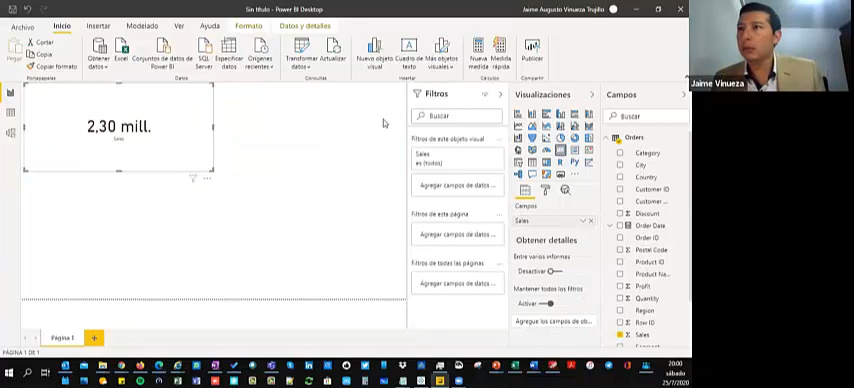 Sin título - Power BI Desktop
Jaime Augusto Vinueza Trujillo
Archivo Inicio Insertar Modelado Ver Ayuda Formato Datos y detalles
Pegar
Cortar
Copiar
Copiar formato
Portapapeles
Obtener datos
Excel
Conjuntos de datos de Power BI
SQL Server
Especificar datos
Orígenes recientes
Datos
Transformar datos
Actualizar
Consultas
Nuevo objeto visual
Cuadro de texto
Más objetos visuales
Insertar
Nueva medida
Medida rápida
Cálculos
Publicar
Compartir
Jaime Vinueza
2,30 mill.
Sales
Filtros
Buscar
Filtros de este objeto visual
Sales
es (todos)
Agregar campos de datos ...
Filtros de esta página
Agregar campos de datos ...
Filtros de todas las páginas
Agregar campos de datos ...
Visualizaciones
R Py
Campos
Sales
Obtener detalles
Entre varios informes
Desactivar
Mantener todos los filtros
Activar
Agregue los campos de ob...
Campos
Buscar
Orders
Category
City
Country
Customer ID
Customer ...
Discount
Order Date
Order ID
Postal Code
Product ID
Product Na...
Profit
Quantity
Region
Row ID
Sales
Página 1
PÁGINA 1 DE 1
20:00
sábado
25/7/2020